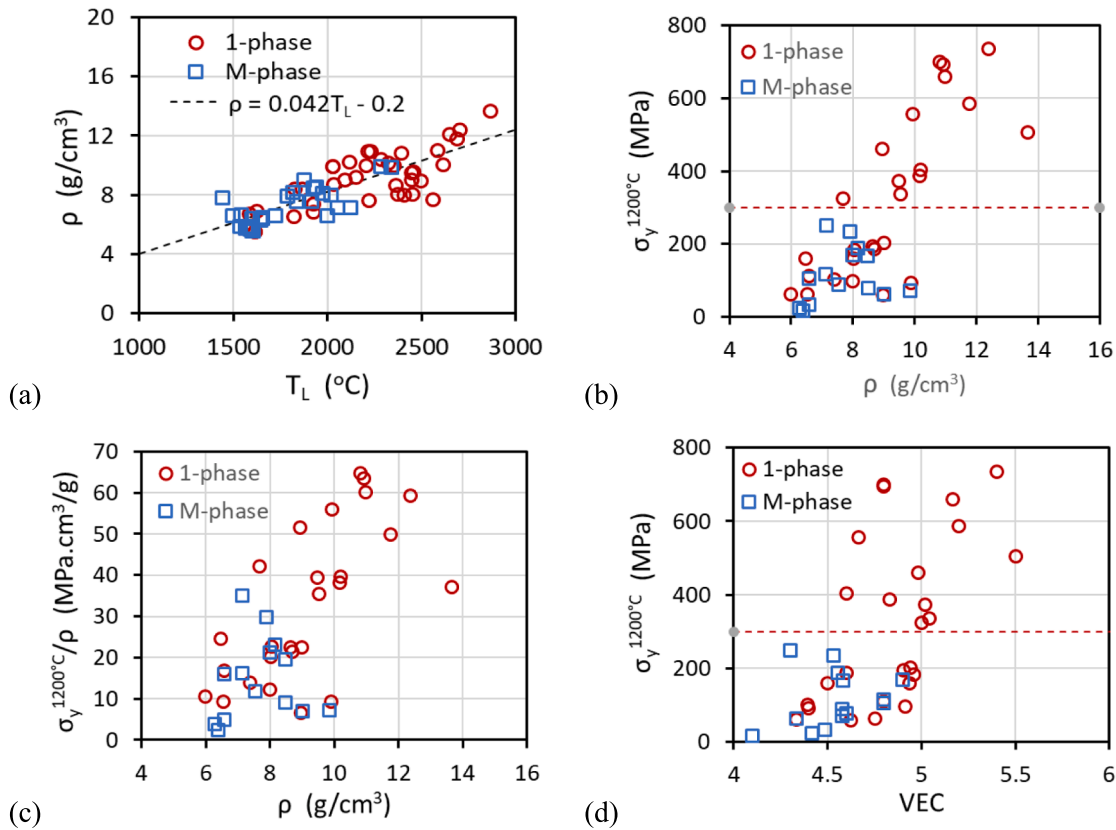 20
16
12
8
4
0
ρ (g/cm³)
1-phase
M-phase
ρ = 0.042T_L - 0.2
1000
1500
2000
2500
3000
T_L (°C)
(a)
800
600
400
200
0
σ_y^1200°C (MPa)
1-phase
M-phase
4
6
8
10
12
14
16
ρ (g/cm³)
(b)
70
60
50
40
30
20
10
0
σ_y^1200°C/ρ (MPa.cm³/g)
1-phase
M-phase
4
6
8
10
12
14
16
ρ (g/cm³)
(c)
800
600
400
200
0
σ_y^1200°C (MPa)
1-phase
M-phase
4
4.5
5
5.5
6
VEC
(d)